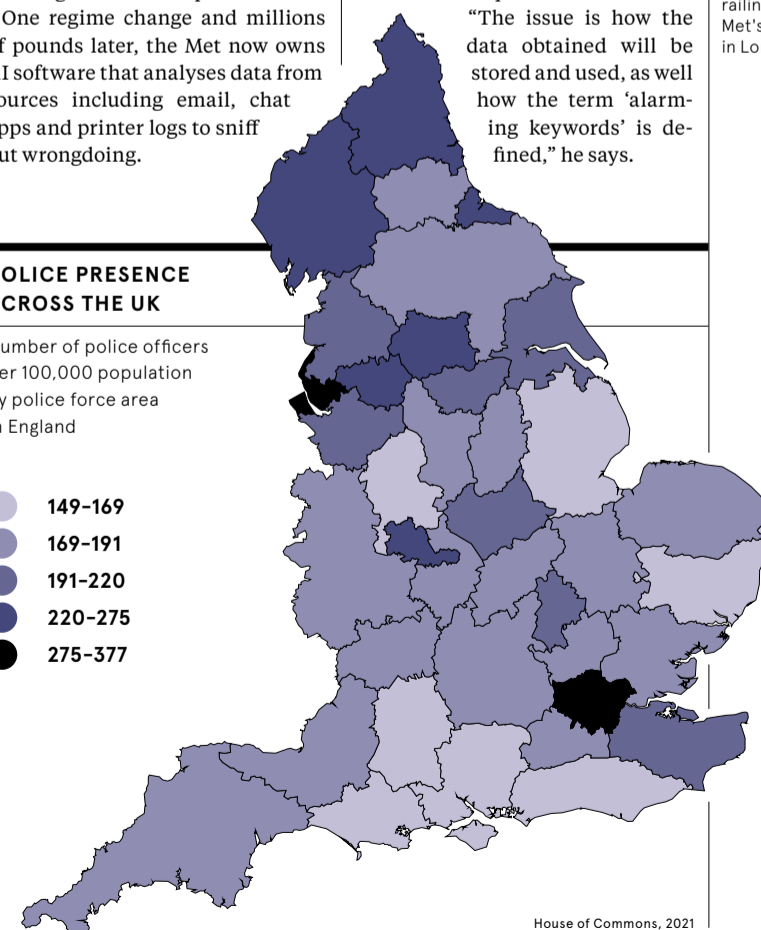 One regime change and millions
f pounds later, the Met now owns
I software that analyses data from
ources including email, chat
pps and printer logs to sniff
ut wrongdoing.
“The issue is how the
data obtained will be
stored and used, as well
how the term ‘alarm-
ing keywords’ is de-
fined,” he says.
railin
Met's
in Lo
OLICE PRESENCE
CROSS THE UK
umber of police officers
er 100,000 population
y police force area
n England
149–169
169–191
191–220
220–275
275–377
House of Commons, 2021